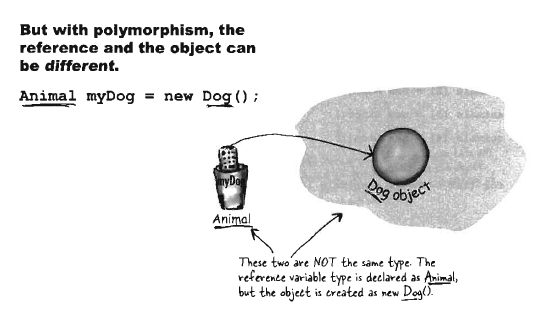 But with polymorphism, the
reference and the object can
be different.
Animal myDog = new Dog();
myDog
Dog object
Animal
These two are NOT the same type. The
reference variable type is declared as Animal,
but the object is created as new Dog().